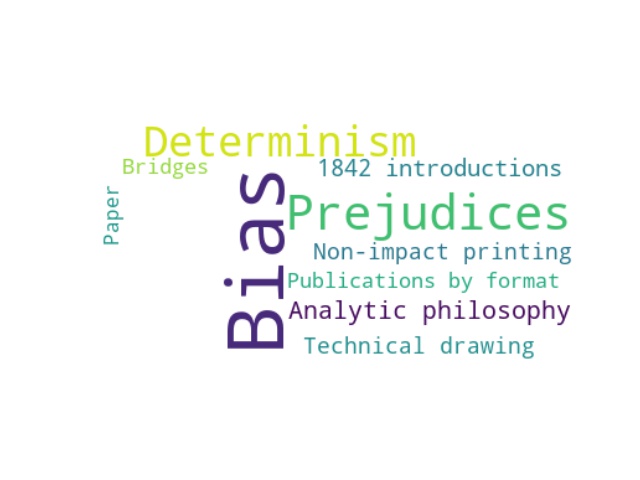 Determinism
Bridges
1842 introductions
Paper
Bias
Prejudices
Non-impact printing
Publications by format
Analytic philosophy
Technical drawing